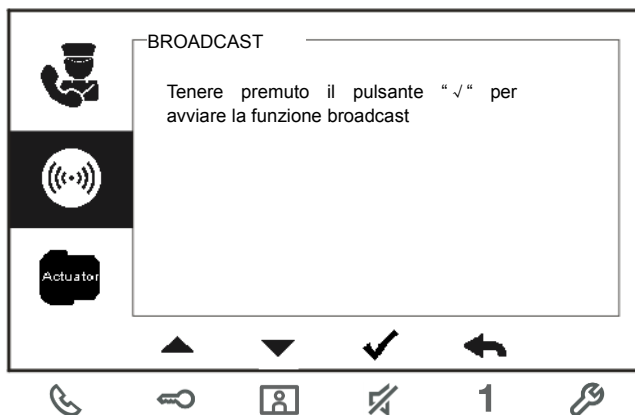 BROADCAST
Tenere premuto il pulsante “√“ per
avviare la funzione broadcast
Actuator
1